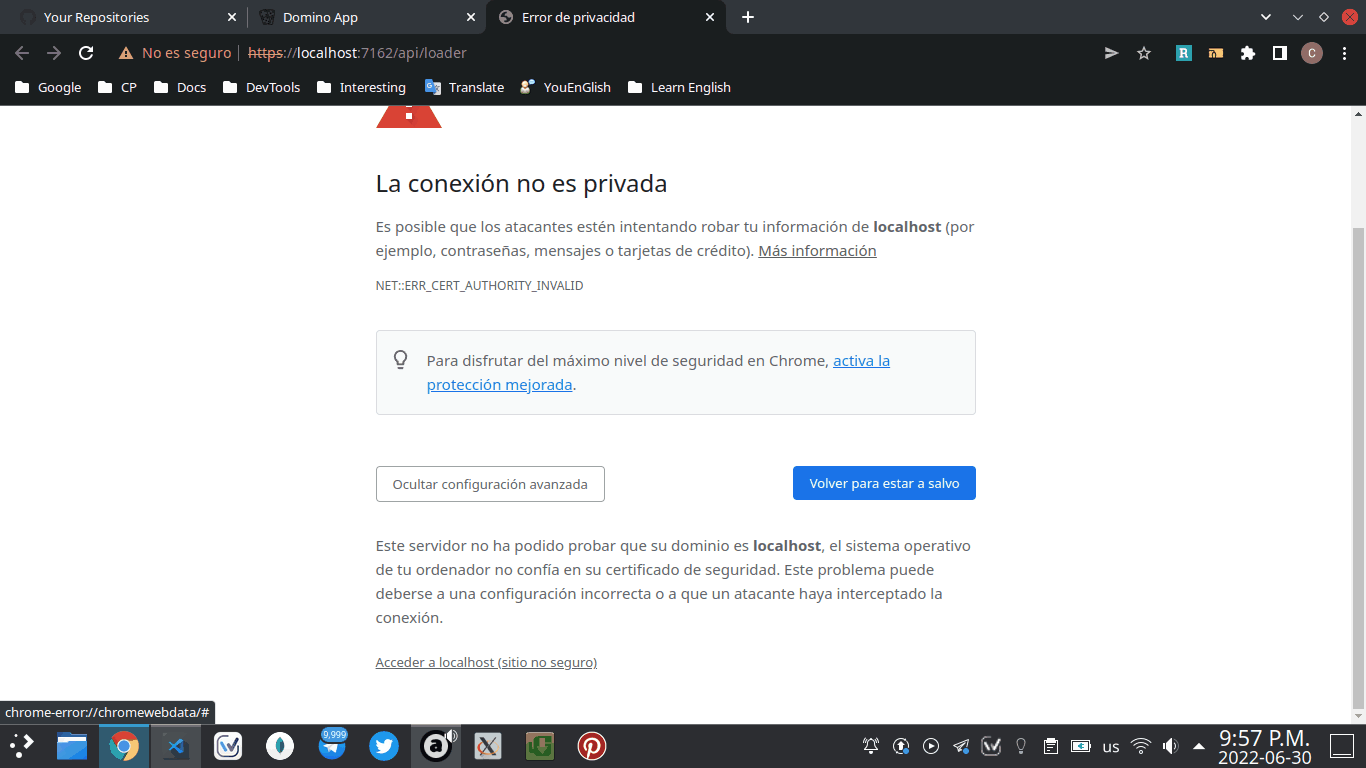 Your Repositories
Domino App
Error de privacidad
No es seguro
https://localhost:7162/api/loader
R
C
Google
CP
Docs
DevTools
Interesting
Translate
YouEnGlish
Learn English
La conexión no es privada
Es posible que los atacantes estén intentando robar tu información de localhost (por
ejemplo, contraseñas, mensajes o tarjetas de crédito). Más información
NET::ERR_CERT_AUTHORITY_INVALID
Para disfrutar del máximo nivel de seguridad en Chrome, activa la
protección mejorada.
Ocultar configuración avanzada
Volver para estar a salvo
Este servidor no ha podido probar que su dominio es localhost, el sistema operativo
de tu ordenador no confía en su certificado de seguridad. Este problema puede
deberse a una configuración incorrecta o a que un atacante haya interceptado la
conexión.
Acceder a localhost (sitio no seguro)
chrome-error://chromewebdata/#
9,999
a
us
9:57 P.M.
2022-06-30